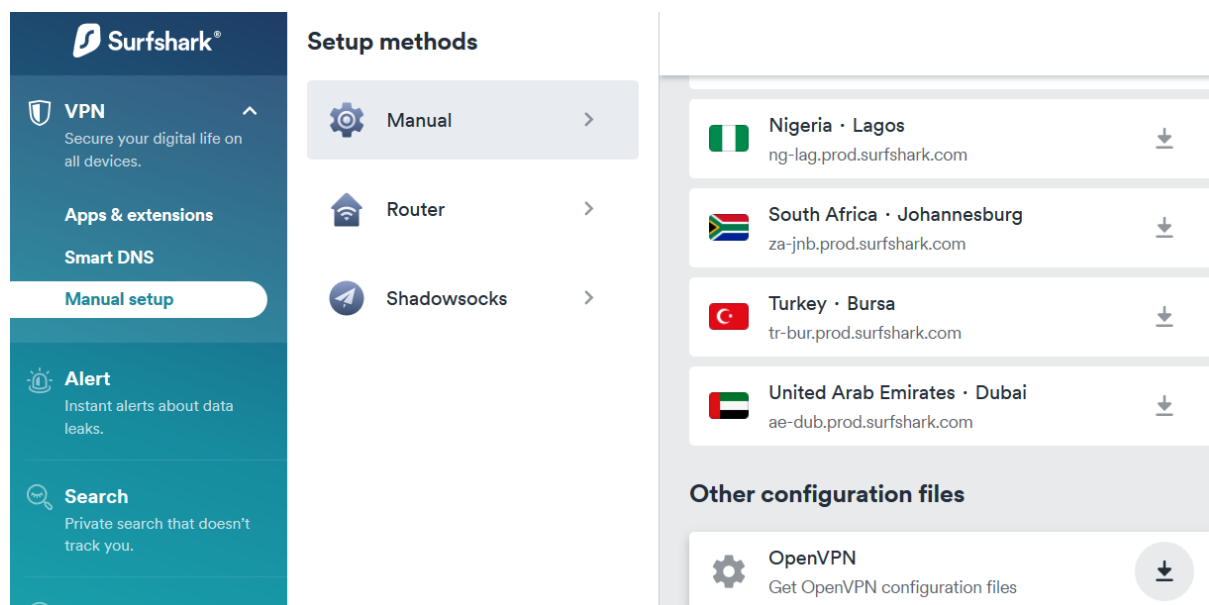 Surfshark®
VPN
Secure your digital life on
all devices.
Apps & extensions
Smart DNS
Manual setup
Alert
Instant alerts about data
leaks.
Search
Private search that doesn't
track you.
Setup methods
Manual
Router
Shadowsocks
Nigeria · Lagos
ng-lag.prod.surfshark.com
South Africa · Johannesburg
za-jnb.prod.surfshark.com
Turkey · Bursa
tr-bur.prod.surfshark.com
United Arab Emirates · Dubai
ae-dub.prod.surfshark.com
Other configuration files
OpenVPN
Get OpenVPN configuration files